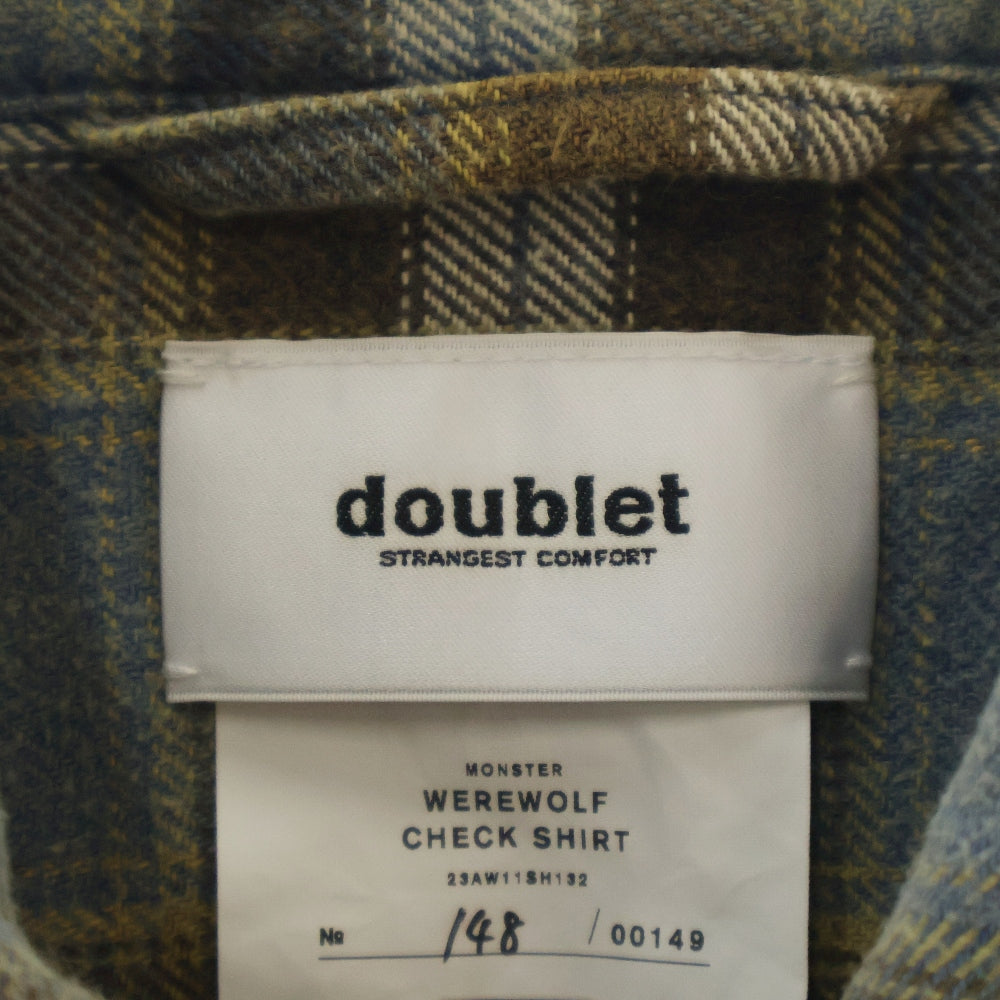 doublet
STRANGEST COMFORT
MONSTER
WEREWOLF
CHECK SHIRT
23AW11SH132
№ 148 / 00149